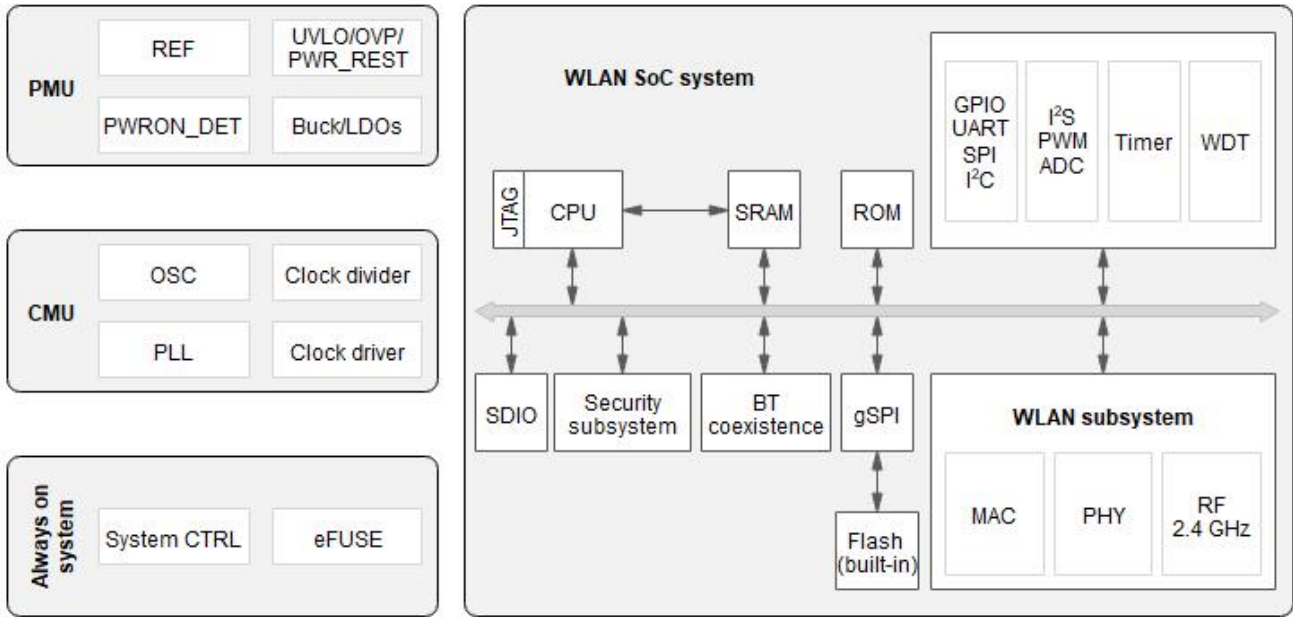 PMU
REF
UVLO/OVP/
PWR_REST
PWRON_DET
Buck/LDOs
CMU
OSC
Clock divider
PLL
Clock driver
Always on
system
System CTRL
eFUSE
WLAN SoC system
GPIO
UART
SPI
I²C
I²S
PWM
ADC
Timer
WDT
JTAG
CPU
SRAM
ROM
SDIO
Security
subsystem
BT
coexistence
gSPI
Flash
(built-in)
WLAN subsystem
MAC
PHY
RF
2.4 GHz